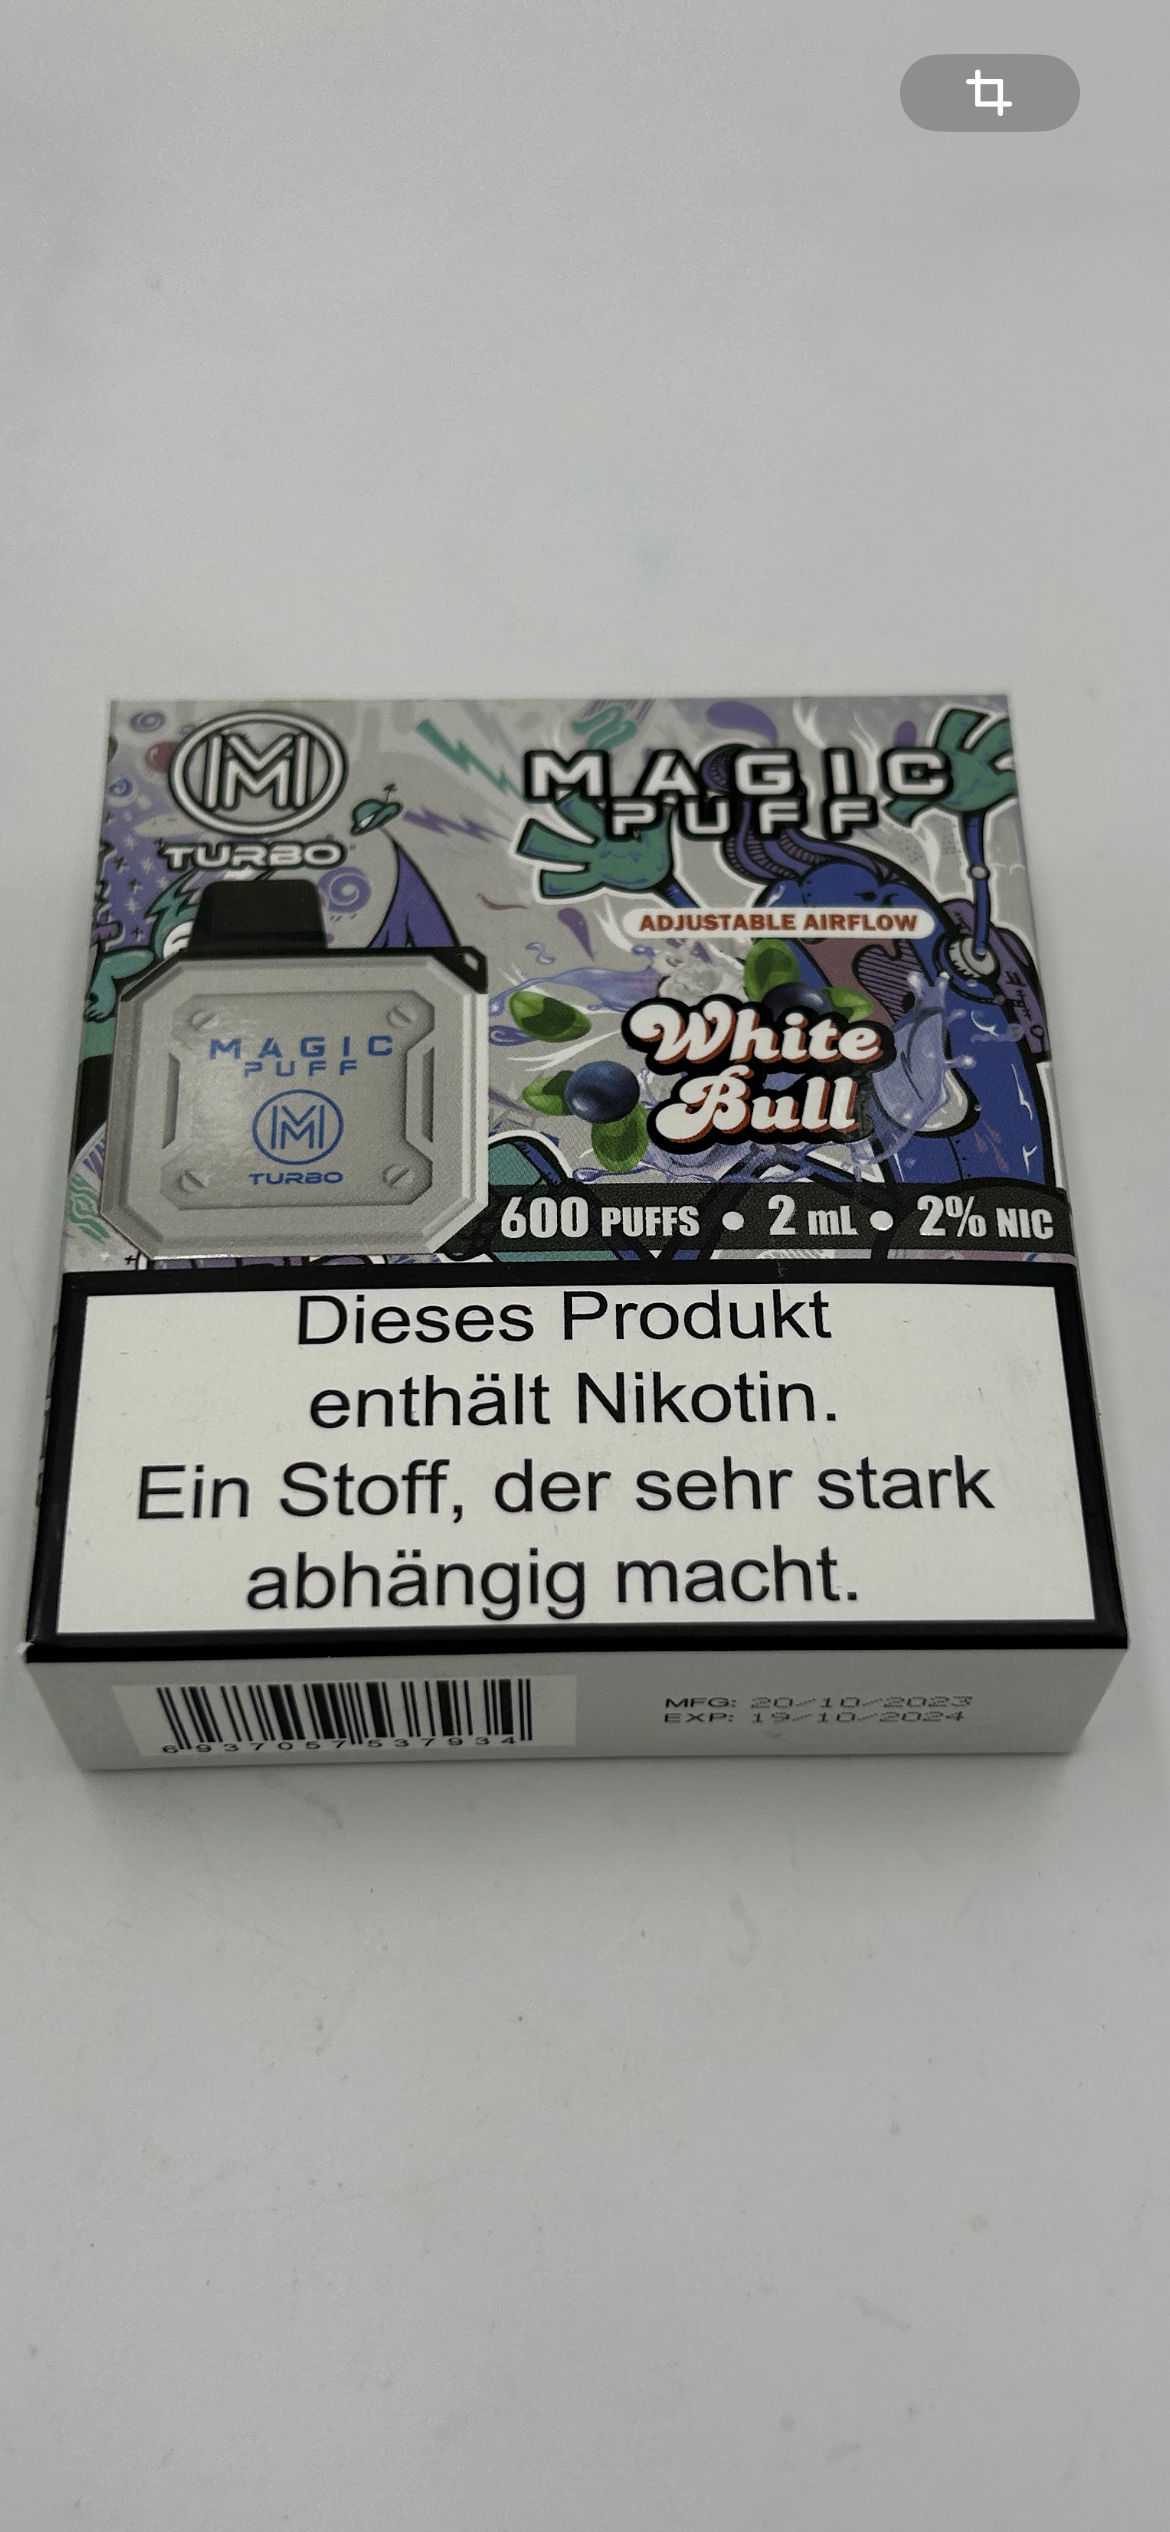 M
TURBO
MAGIC
PUFF
ADJUSTABLE AIRFLOW
White
Bull
MAGIC
PUFF
M
TURBO
600 PUFFS • 2 mL • 2% NIC
Dieses Produkt
enthält Nikotin.
Ein Stoff, der sehr stark
abhängig macht.
6937057537934
MFG: 20/10/2023
EXP: 19/10/2024